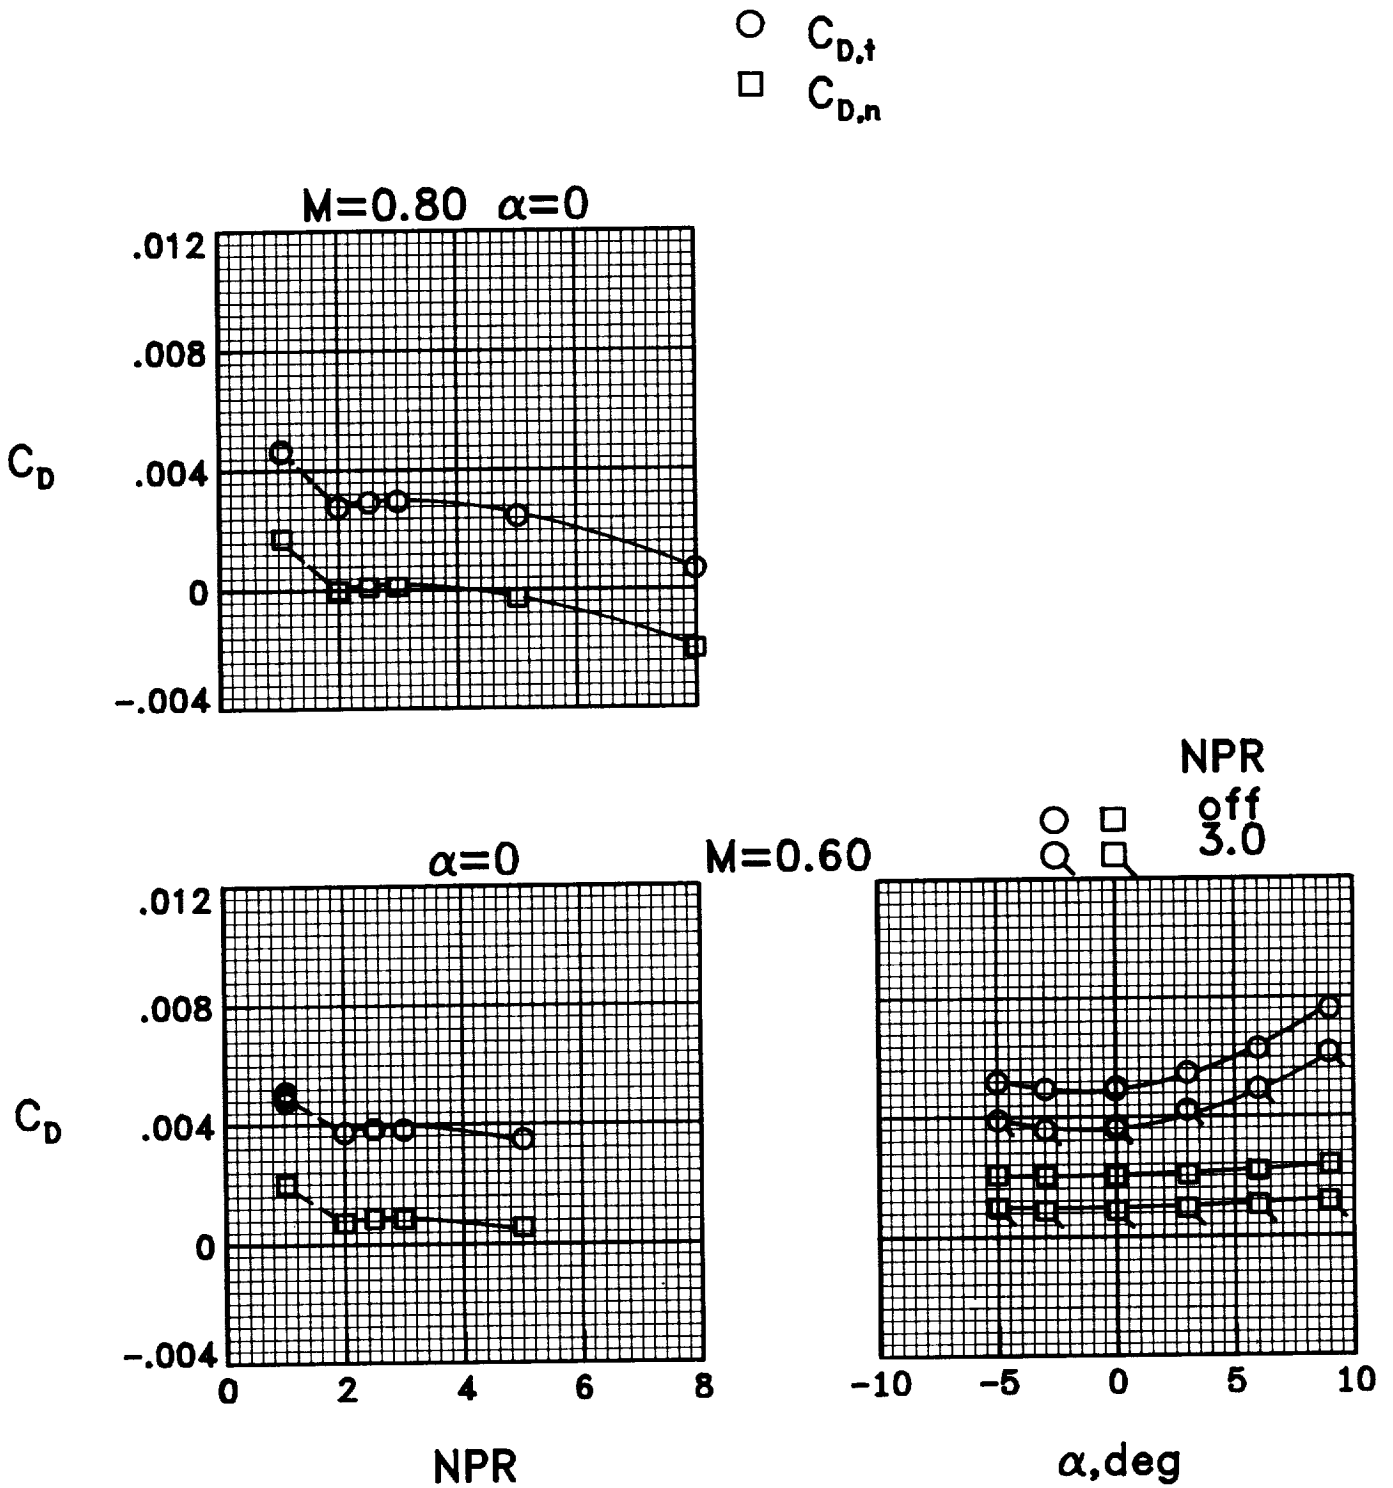 C_D,t
C_D,n
M=0.80 α=0
.012
.008
.004
0
-.004
C_D
NPR
off
3.0
α=0
M=0.60
.012
.008
.004
0
-.004
C_D
0 2 4 6 8
NPR
-10 -5 0 5 10
α,deg